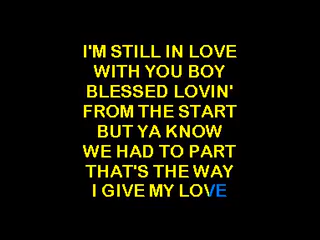 I'M STILL IN LOVE
WITH YOU BOY
BLESSED LOVIN'
FROM THE START
BUT YA KNOW
WE HAD TO PART
THAT'S THE WAY
I GIVE MY LOVE